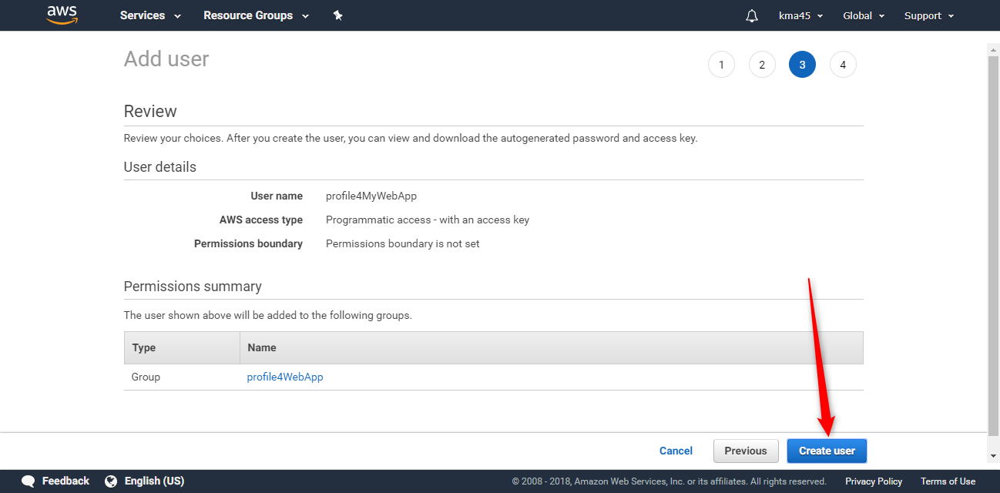 aws Services Resource Groups kma45 Global Support
Add user 1 2 3 4
Review
Review your choices. After you create the user, you can view and download the autogenerated password and access key.
User details
User name profile4MyWebApp
AWS access type Programmatic access - with an access key
Permissions boundary Permissions boundary is not set
Permissions summary
The user shown above will be added to the following groups.
Type Name
Group profile4WebApp
Cancel Previous Create user
Feedback English (US) © 2008 - 2018, Amazon Web Services, Inc. or its affiliates. All rights reserved. Privacy Policy Terms of Use